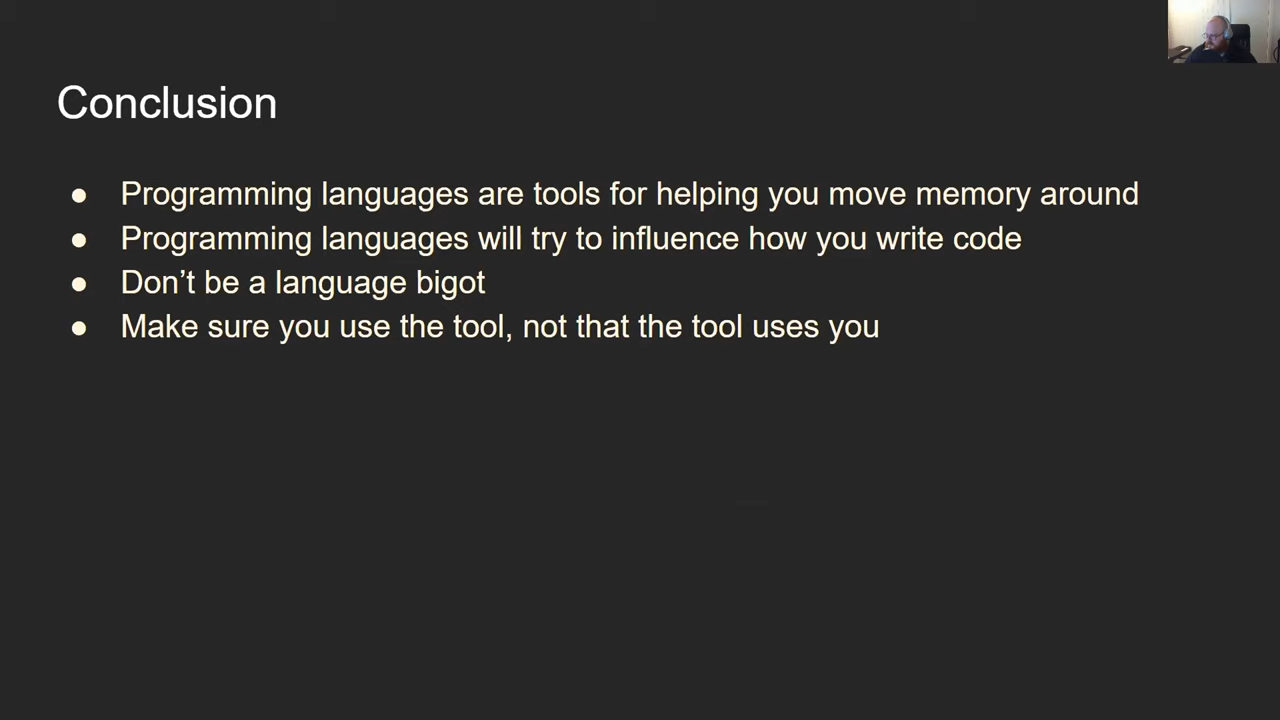 Conclusion
● Programming languages are tools for helping you move memory around
● Programming languages will try to influence how you write code
● Don’t be a language bigot
● Make sure you use the tool, not that the tool uses you